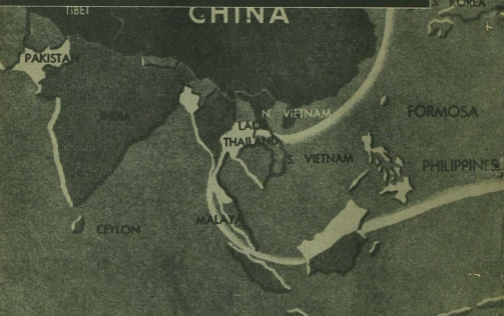 S. KOREA
TIBET
CHINA
PAKISTAN
INDIA
N. VIETNAM
FORMOSA
LAOS
THAILAND
S. VIETNAM
PHILIPPINES
MALAYA
CEYLON